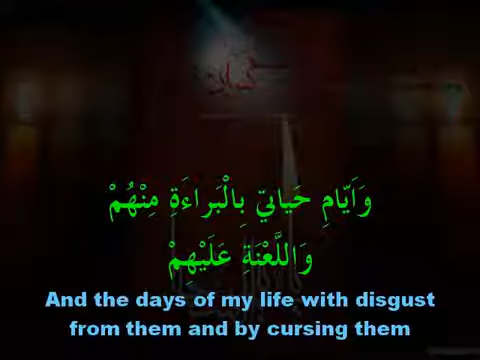 وَاَيّامِ حَياتيَ بِالْبَراءَةِ مِنْهُمْ
وَاللَّعْنَةِ عَلَيْهِمْ
And the days of my life with disgust
from them and by cursing them